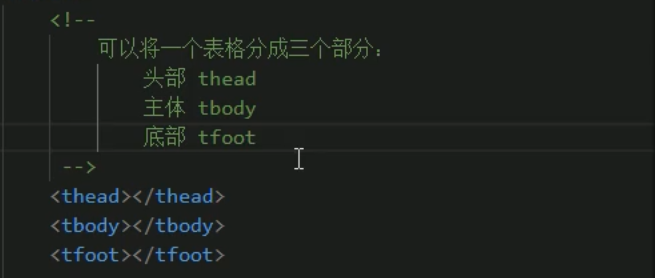 <!--
可以将一个表格分成三个部分：
头部 thead
主体 tbody
底部 tfoot
-->
<thead></thead>
<tbody></tbody>
<tfoot></tfoot>